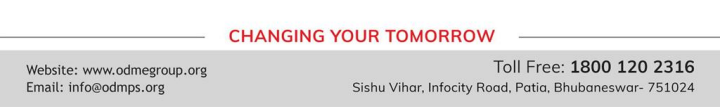 CHANGING YOUR TOMORROW
Website: www.odmegroup.org
Email: info@odmps.org
Toll Free: 1800 120 2316
Sishu Vihar, Infocity Road, Patia, Bhubaneswar- 751024